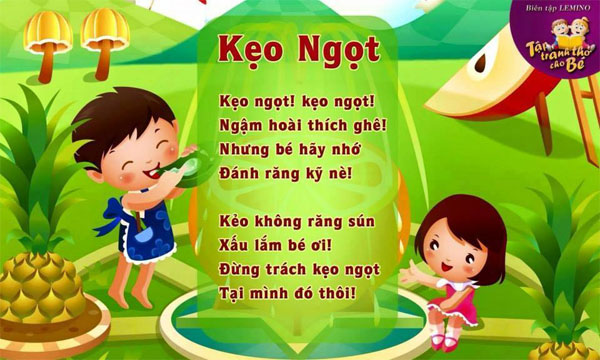 Biên tập LEMINO
Tập
tranh thơ
cho Bé
Kẹo Ngọt
Kẹo ngọt! kẹo ngọt!
Ngậm hoài thích ghê!
Nhưng bé hãy nhớ
Đánh răng kỹ nè!
Kẻo không răng sún
Xấu lắm bé ơi!
Đừng trách kẹo ngọt
Tại mình đó thôi!